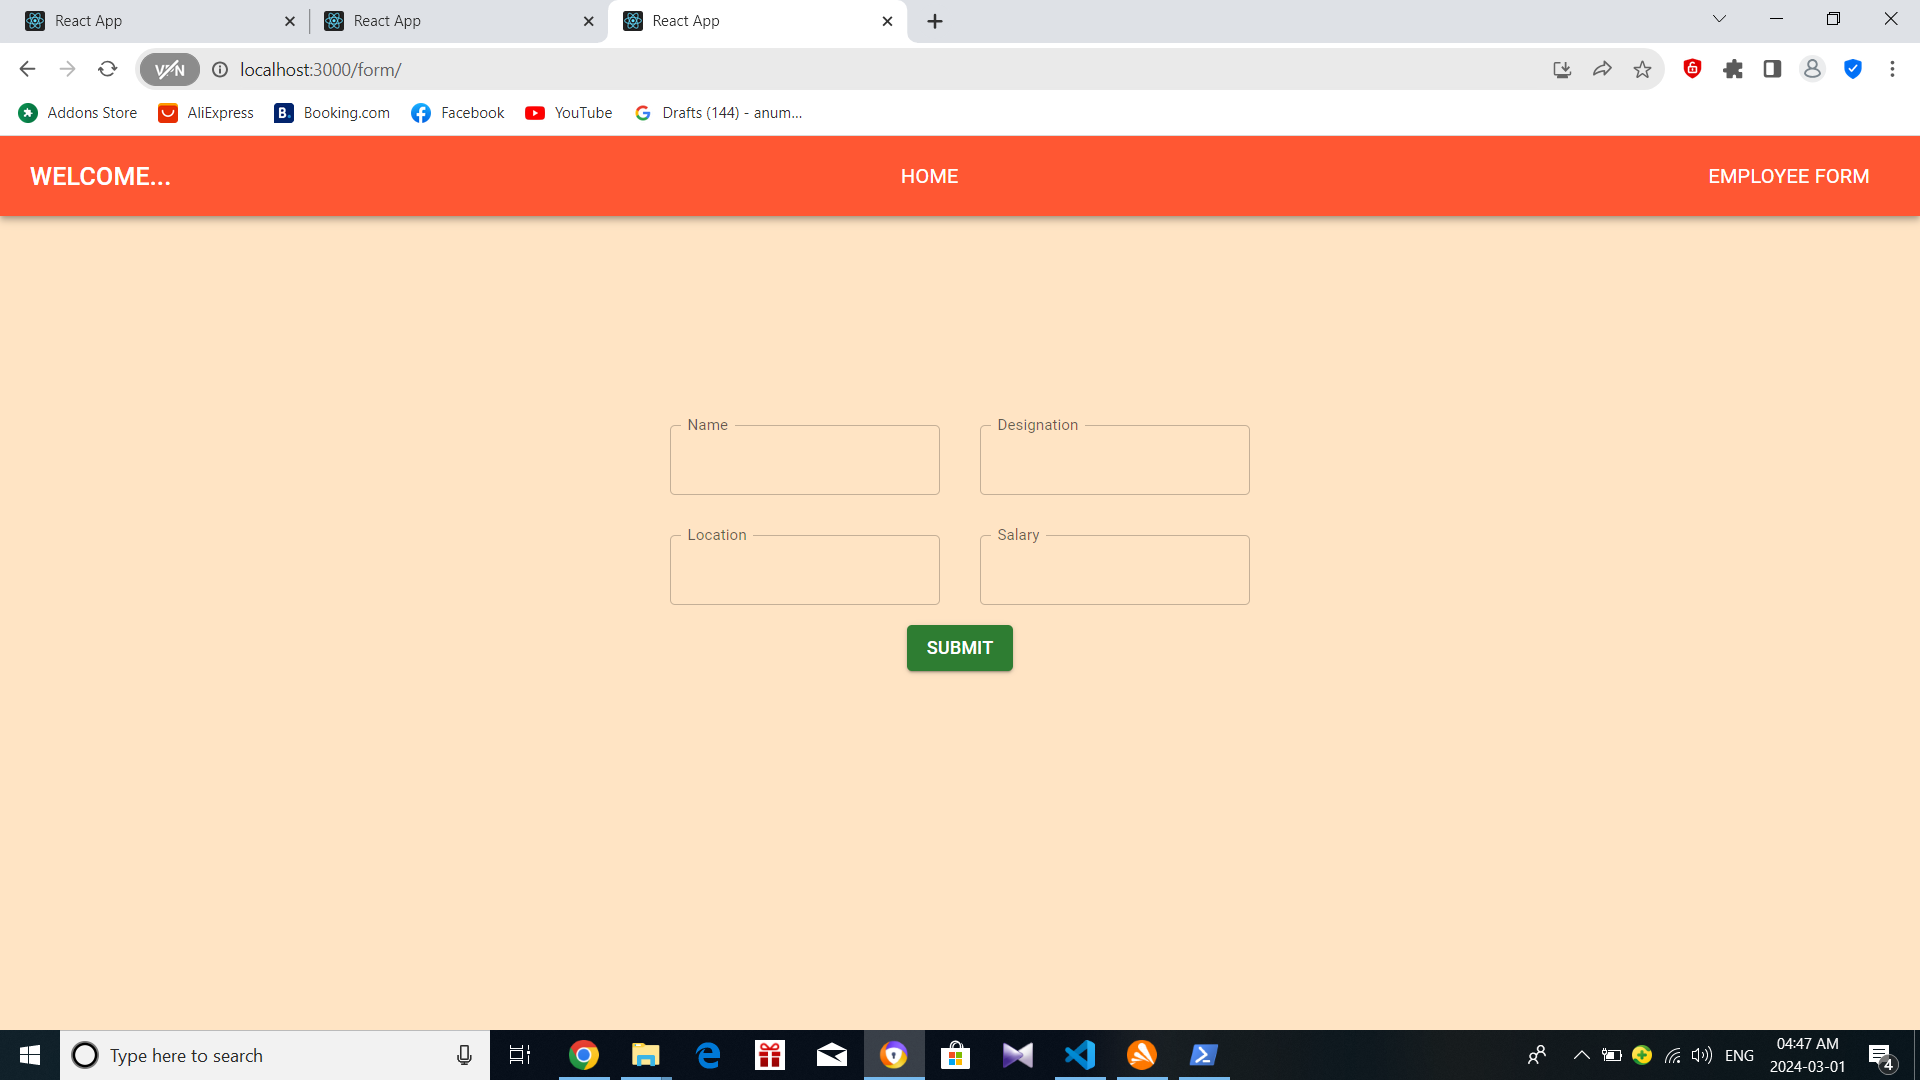 React App
React App
React App
VPN
localhost:3000/form/
Addons Store
AliExpress
B.
Booking.com
Facebook
YouTube
Drafts (144) - anum...
WELCOME...
HOME
EMPLOYEE FORM
Name
Designation
Location
Salary
SUBMIT
Type here to search
ENG
04:47 AM
2024-03-01
4